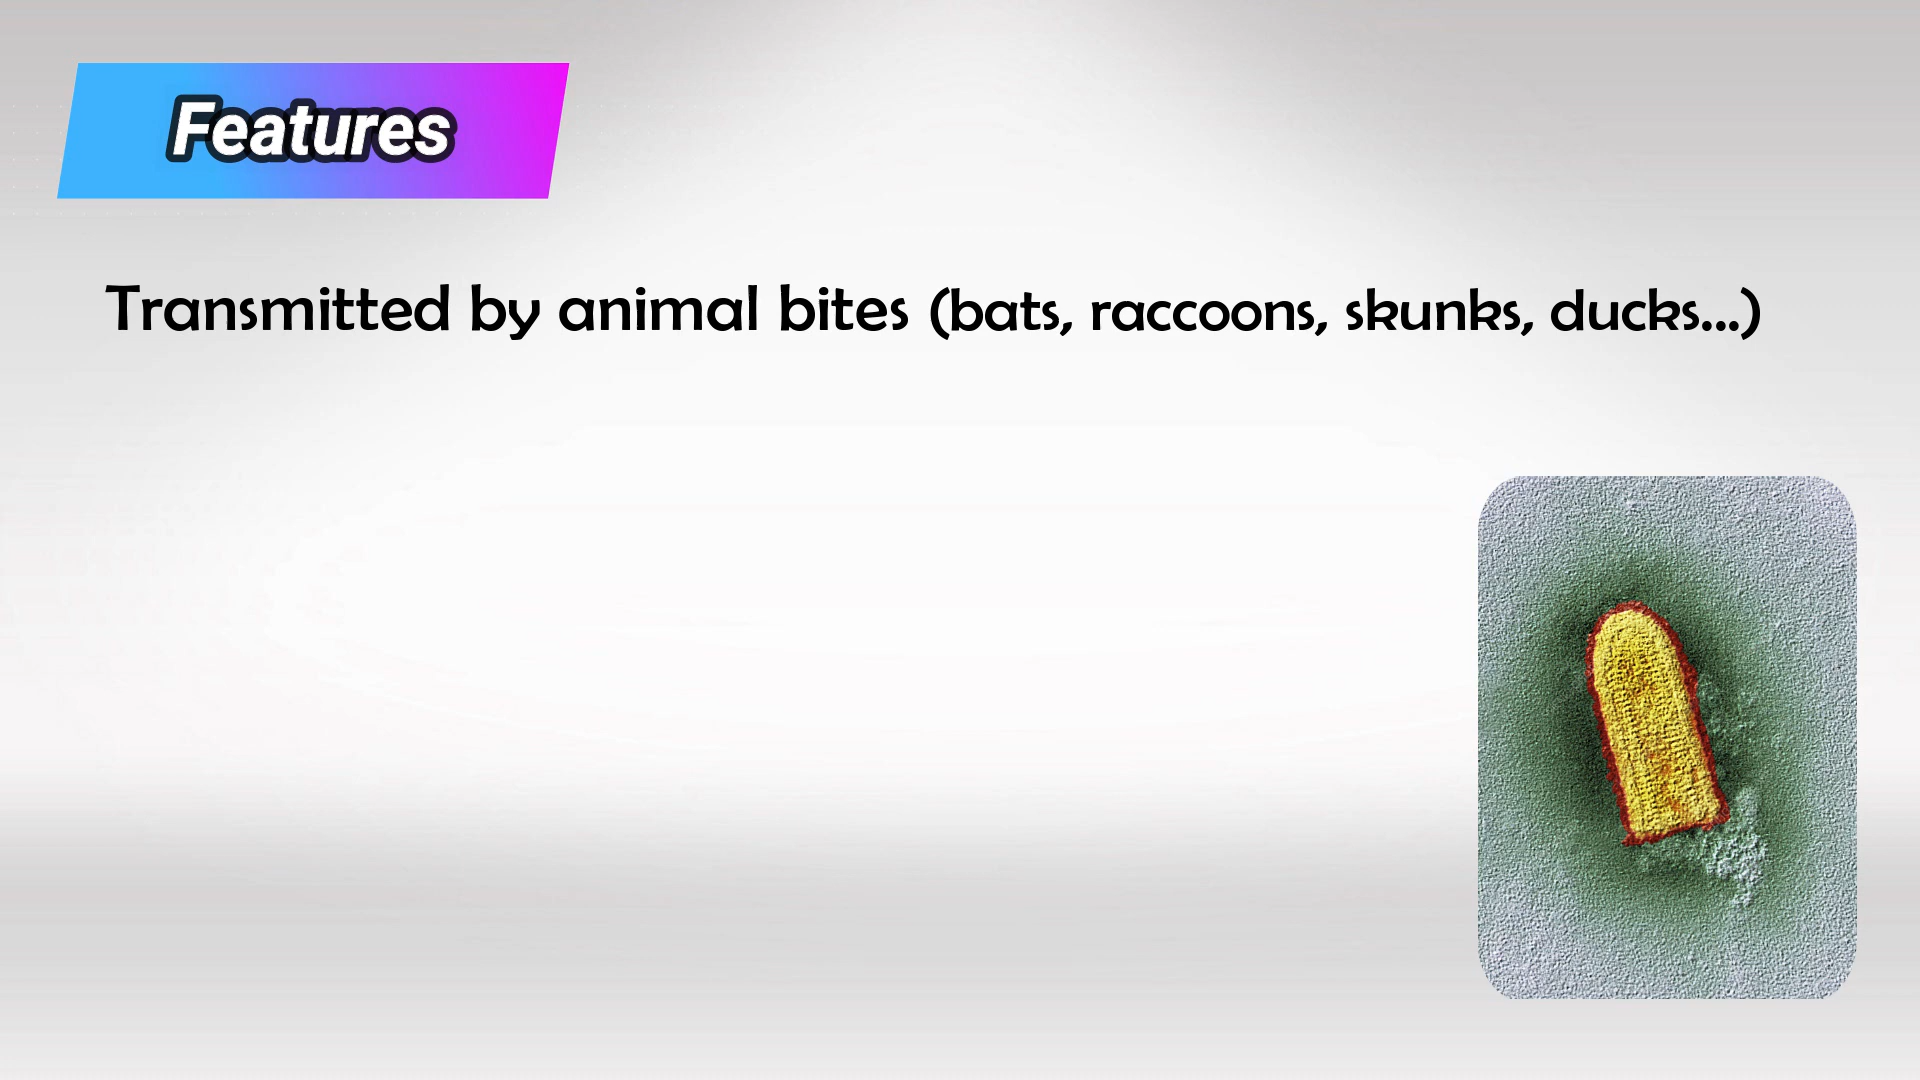 Features
Transmitted by animal bites (bats, raccoons, skunks, ducks...)